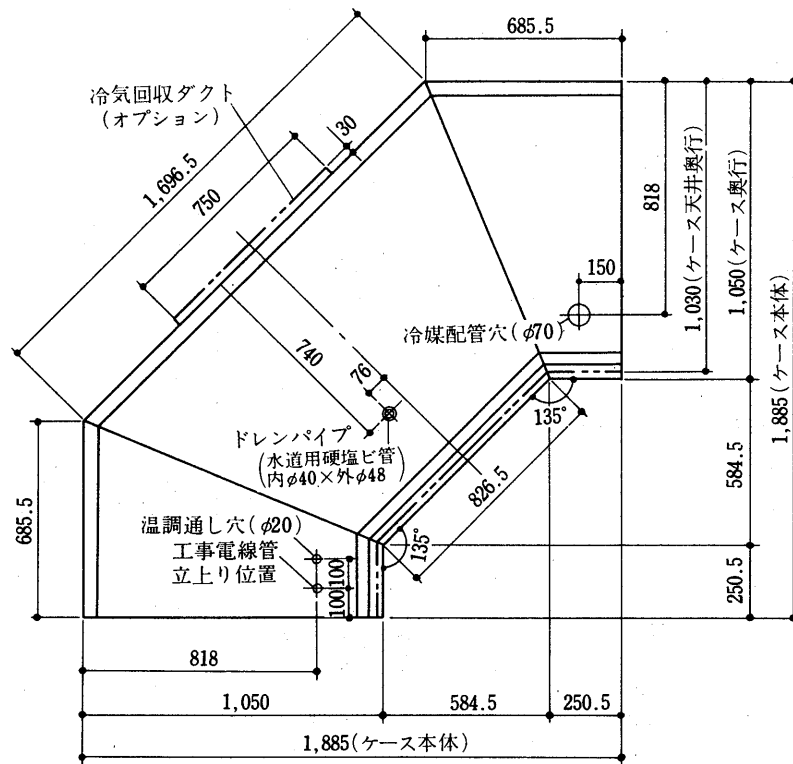 685.5
冷気回収ダクト
(オプション)
30
1,696.5
750
818
1,030(ケース天井奥行)
1,050(ケース奥行)
1,885(ケース本体)
150
冷媒配管穴(φ70)
740
76
ドレンパイプ
(水道用硬塩ビ管
内φ40×外φ48)
135°
826.5
584.5
685.5
温調通し穴(φ20)
工事電線管
立上り位置
100
100
135°
250.5
818
1,050
584.5
250.5
1,885(ケース本体)